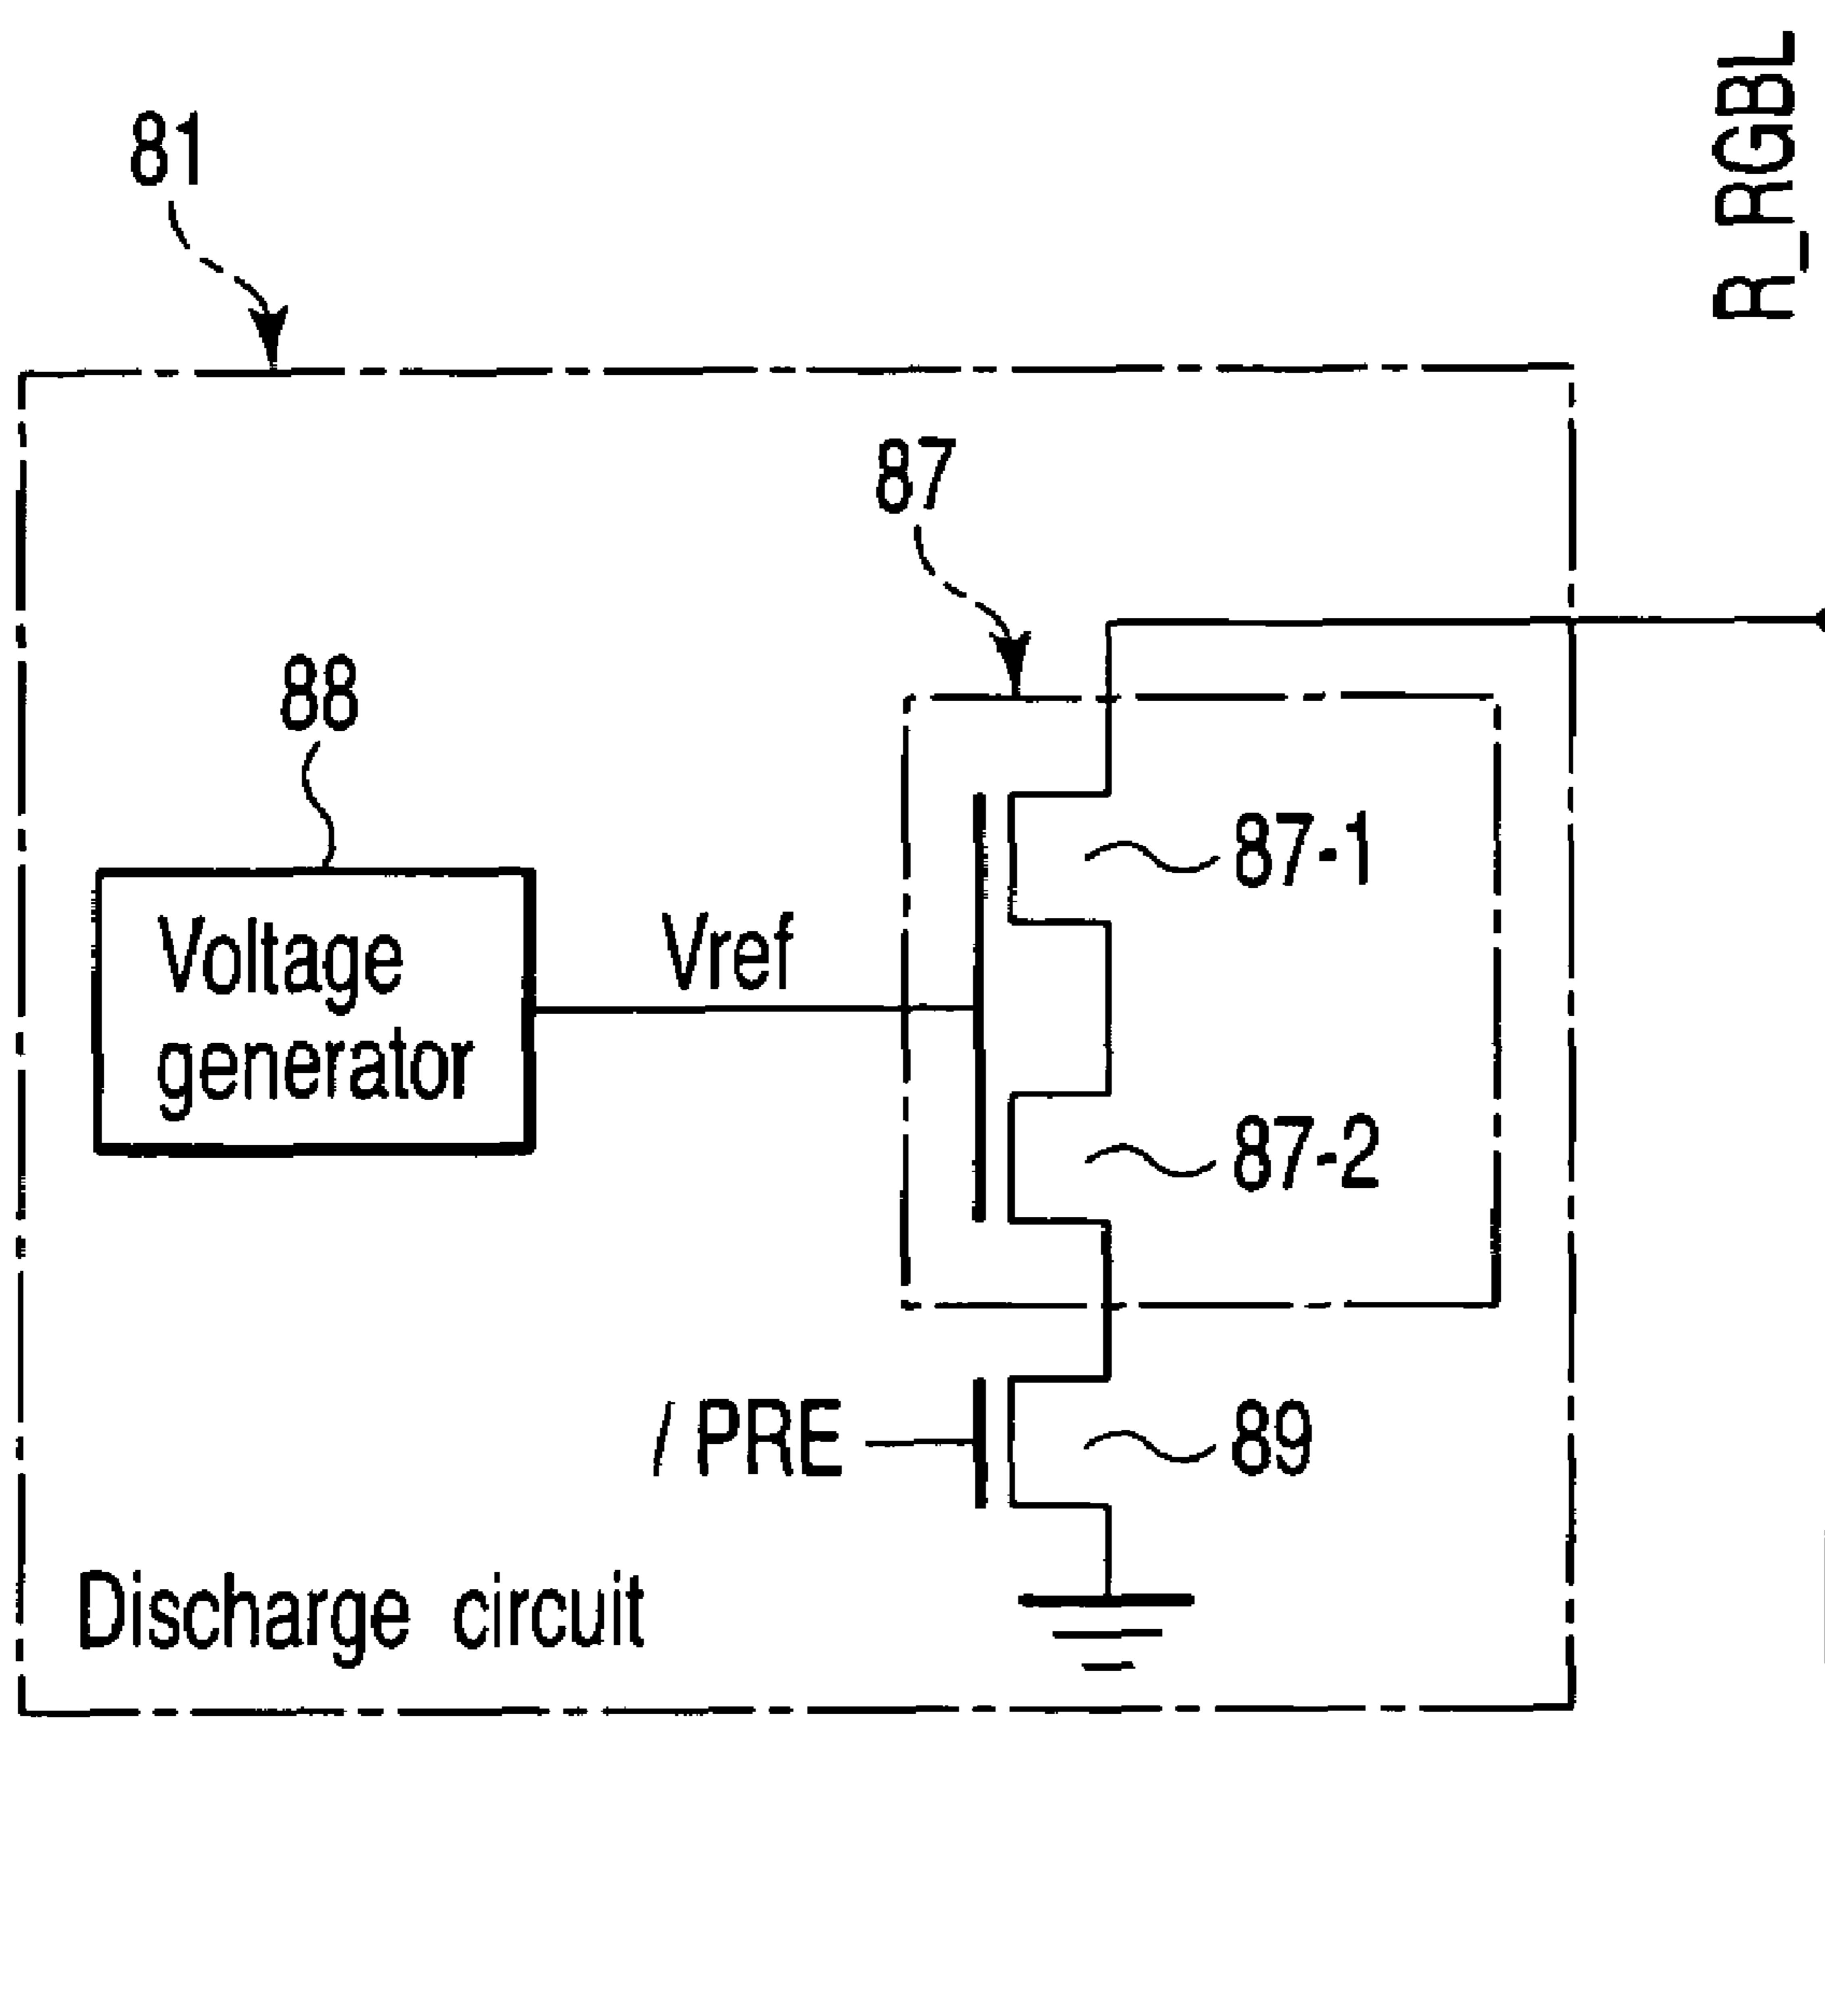 R_RGBL
81
87
88
87-1
Voltage
generator
Vref
87-2
/ PRE
89
Discharge circuit